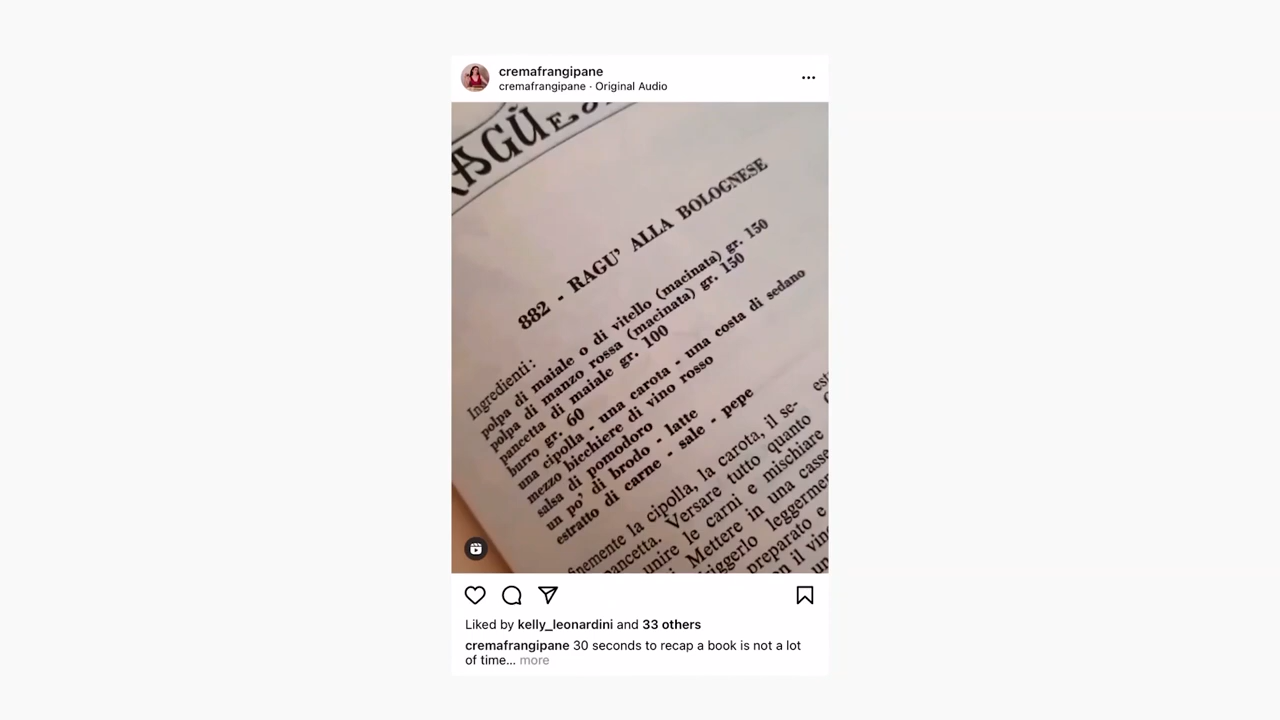 cremafrangipane
cremafrangipane · Original Audio
RAGÙ E
882 - RAGU' ALLA BOLOGNESE
Ingredienti:
polpa di maiale o di vitello (macinata) gr. 150
polpa di manzo rossa (macinata) gr. 150
pancetta di maiale gr. 100
burro gr. 60
una cipolla - una carota - una costa di sedano
mezzo bicchiere di vino rosso
salsa di pomodoro
un po' di brodo - latte
estratto di carne - sale - pepe
finemente la cipolla, la carota, il se-
pancetta. Versare tutto quanto
unire le carni e mischiare
Mettere in una
leggermen
preparato e
il vin
Liked by kelly_leonardini and 33 others
cremafrangipane 30 seconds to recap a book is not a lot
of time... more